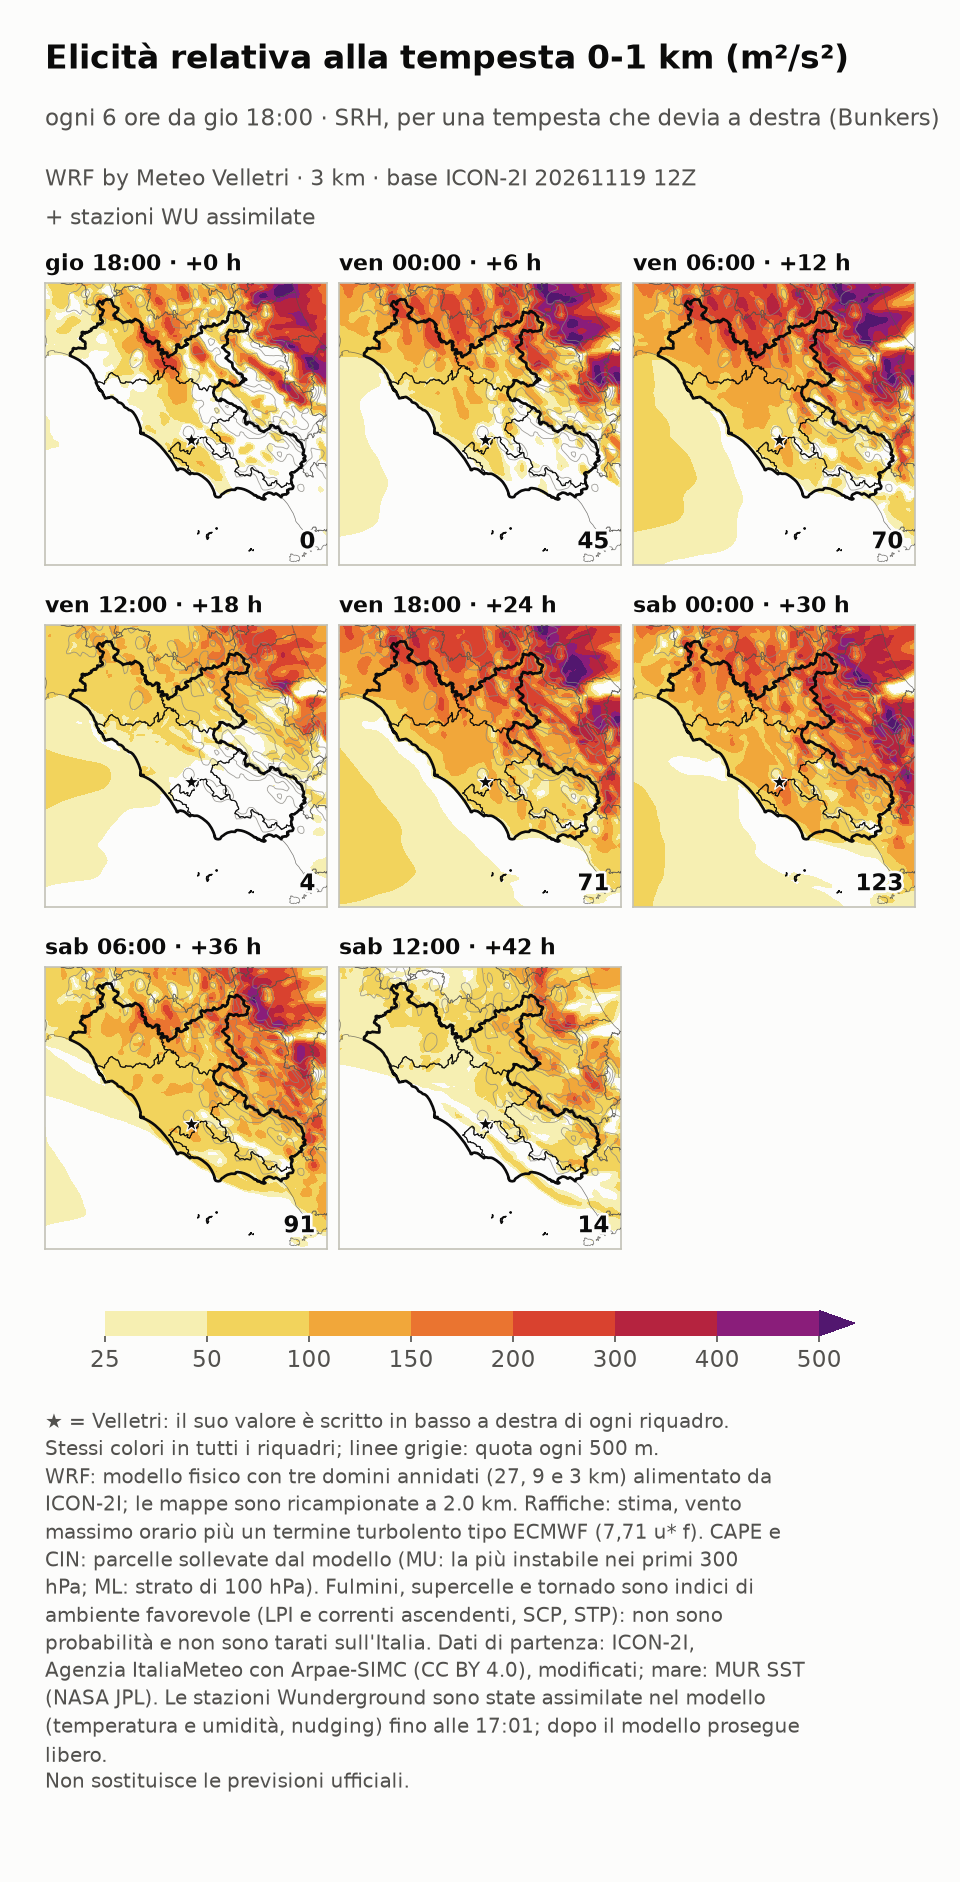 Elicità relativa alla tempesta 0-1 km (m²/s²)
ogni 6 ore da gio 18:00 · SRH, per una tempesta che devia a destra (Bunkers)
WRF by Meteo Velletri · 3 km · base ICON-2I 20261119 12Z
+ stazioni WU assimilate
gio 18:00 · +0 h
ven 00:00 · +6 h
ven 06:00 · +12 h
0
45
70
ven 12:00 · +18 h
ven 18:00 · +24 h
sab 00:00 · +30 h
4
71
123
sab 06:00 · +36 h
sab 12:00 · +42 h
91
14
25 50 100 150 200 300 400 500
★ = Velletri: il suo valore è scritto in basso a destra di ogni riquadro.
Stessi colori in tutti i riquadri; linee grigie: quota ogni 500 m.
WRF: modello fisico con tre domini annidati (27, 9 e 3 km) alimentato da
ICON-2I; le mappe sono ricampionate a 2.0 km. Raffiche: stima, vento
massimo orario più un termine turbolento tipo ECMWF (7,71 u* f). CAPE e
CIN: parcelle sollevate dal modello (MU: la più instabile nei primi 300
hPa; ML: strato di 100 hPa). Fulmini, supercelle e tornado sono indici di
ambiente favorevole (LPI e correnti ascendenti, SCP, STP): non sono
probabilità e non sono tarati sull'Italia. Dati di partenza: ICON-2I,
Agenzia ItaliaMeteo con Arpae-SIMC (CC BY 4.0), modificati; mare: MUR SST
(NASA JPL). Le stazioni Wunderground sono state assimilate nel modello
(temperatura e umidità, nudging) fino alle 17:01; dopo il modello prosegue
libero.
Non sostituisce le previsioni ufficiali.